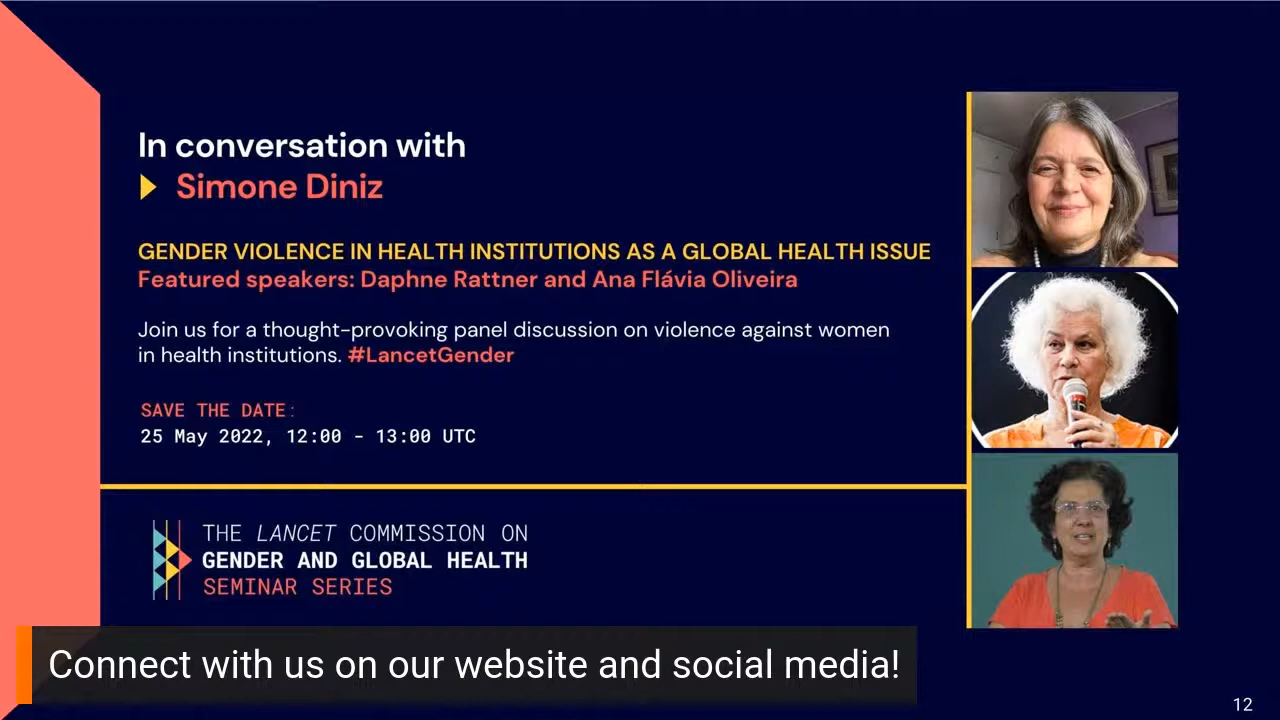 In conversation with
Simone Diniz
GENDER VIOLENCE IN HEALTH INSTITUTIONS AS A GLOBAL HEALTH ISSUE
Featured speakers: Daphne Rattner and Ana Flávia Oliveira
Join us for a thought-provoking panel discussion on violence against women
in health institutions. #LancetGender
SAVE THE DATE:
25 May 2022, 12:00 - 13:00 UTC
THE LANCET COMMISSION ON
GENDER AND GLOBAL HEALTH
SEMINAR SERIES
Connect with us on our website and social media!
12